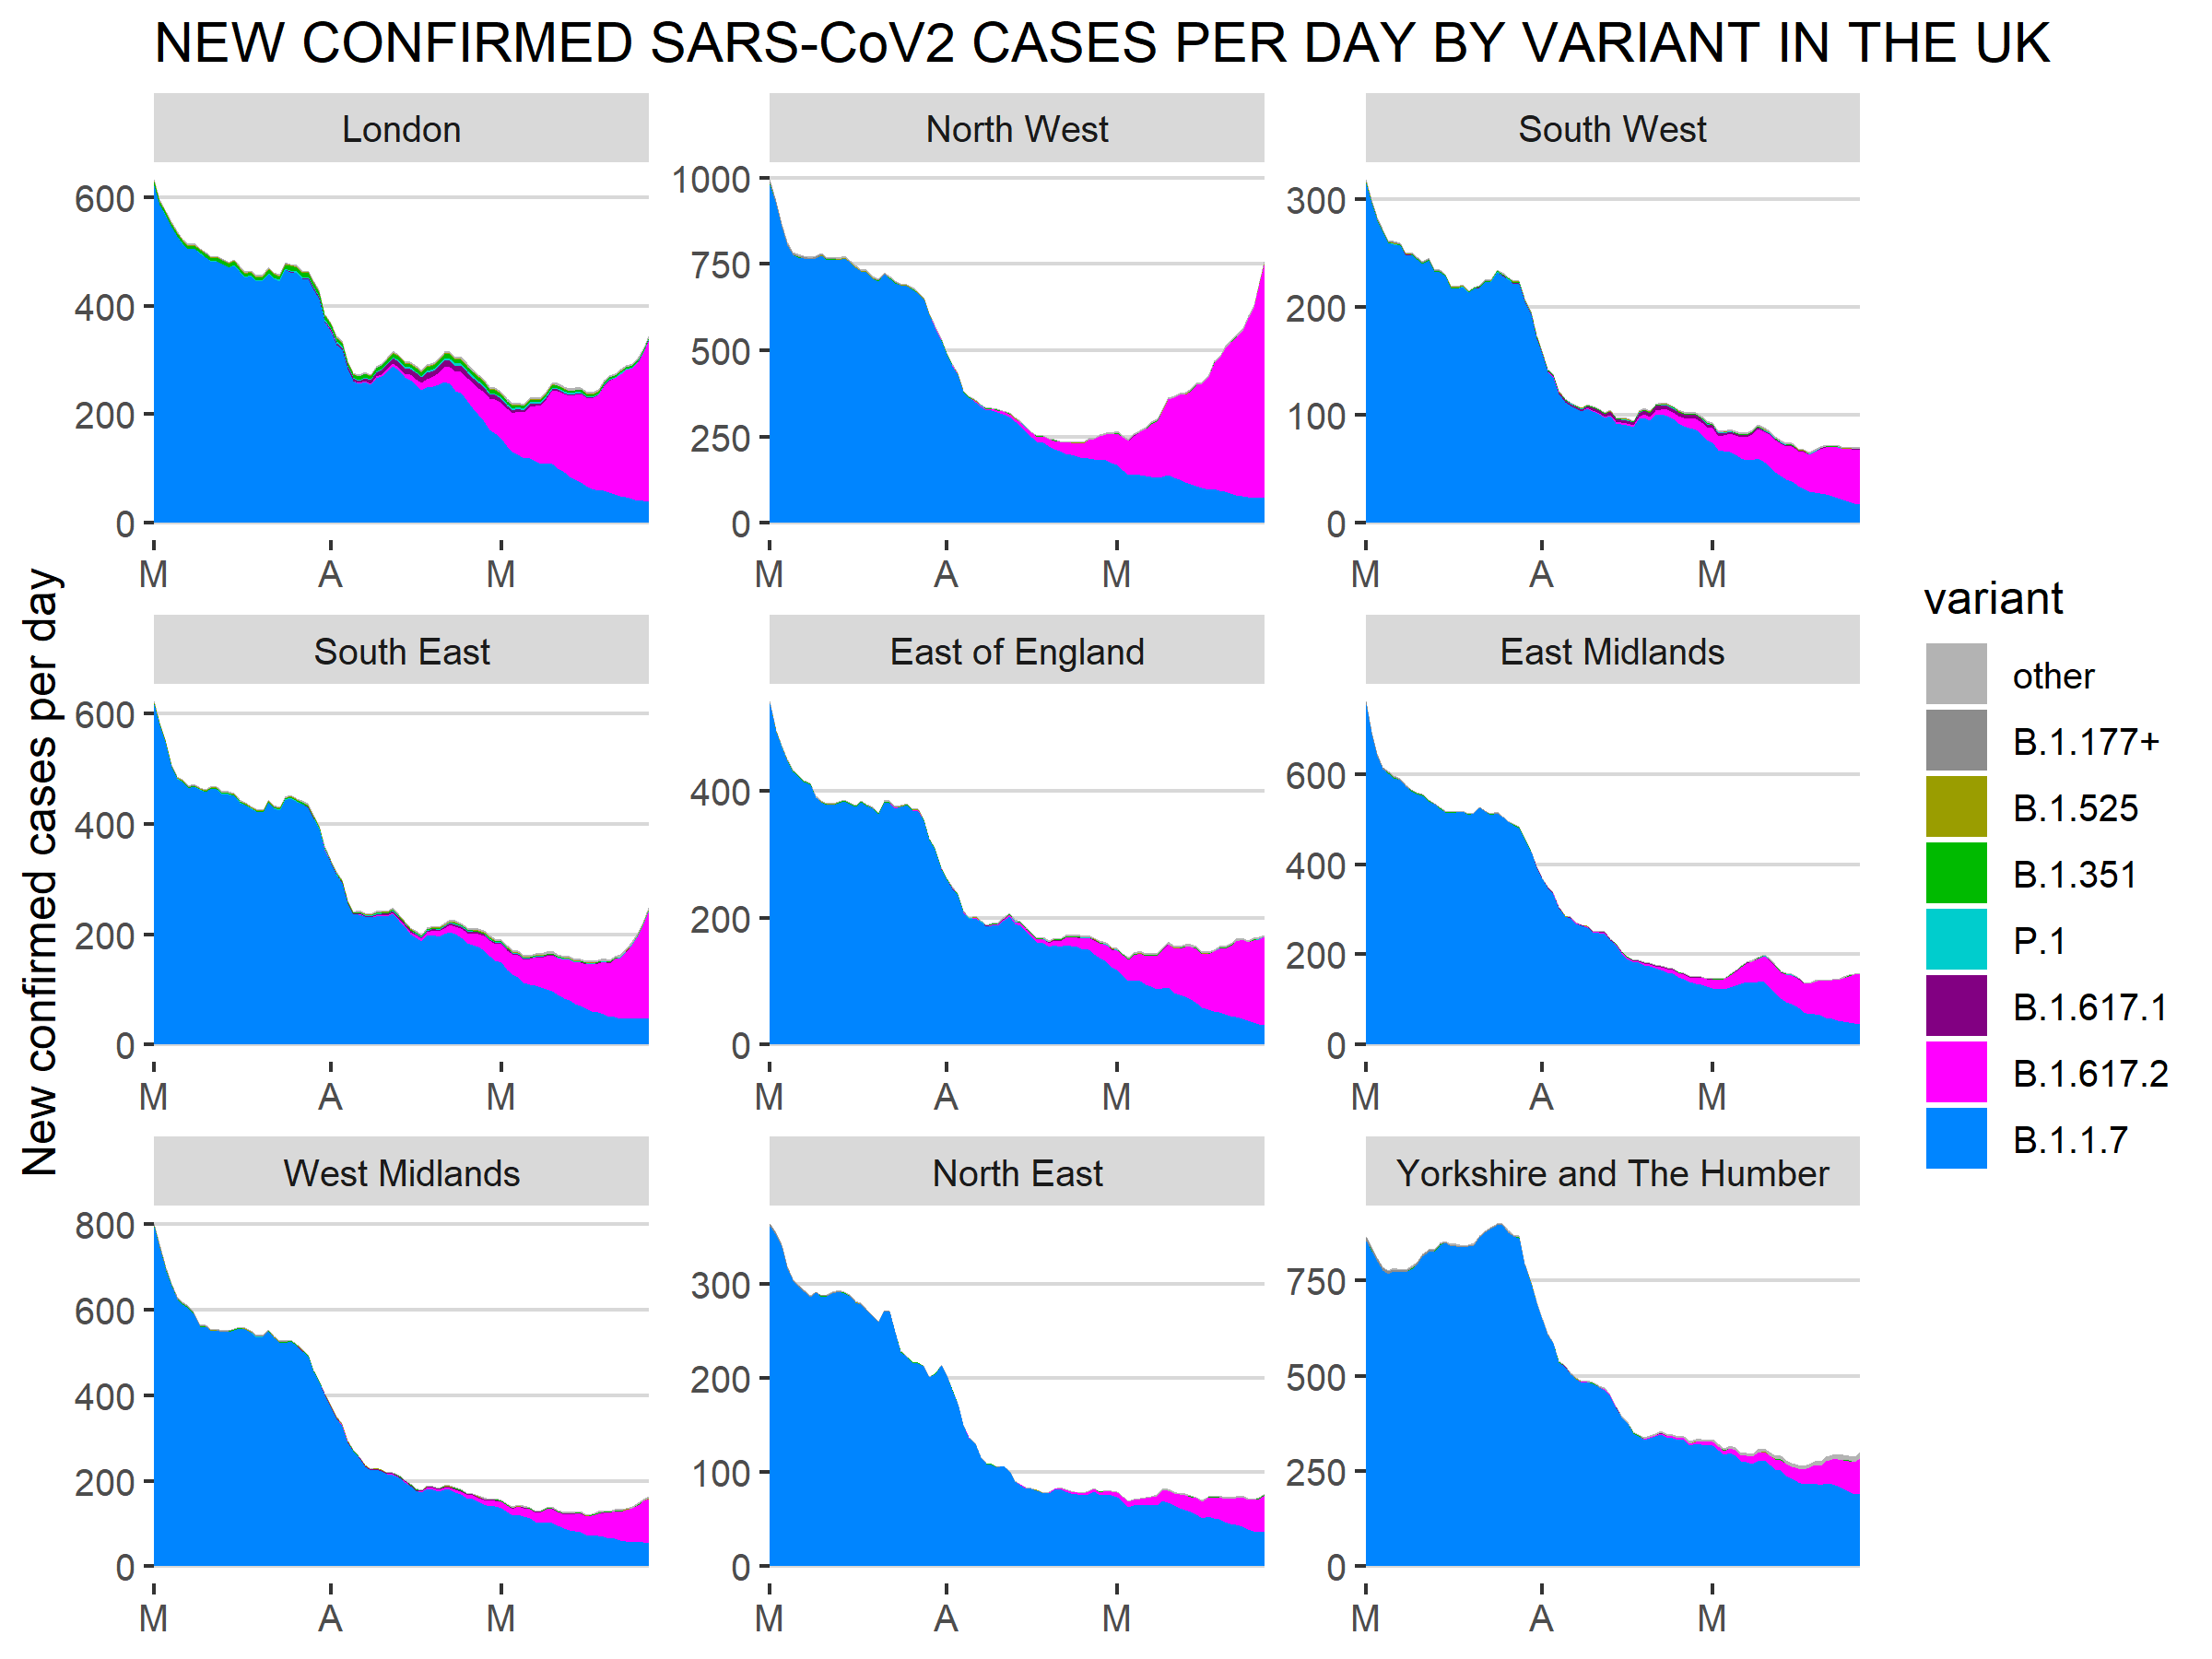 NEW CONFIRMED SARS-CoV2 CASES PER DAY BY VARIANT IN THE UK
New confirmed cases per day
London
600
400
200
0
M A M
North West
1000
750
500
250
0
M A M
South West
300
200
100
0
M A M
South East
600
400
200
0
M A M
East of England
400
200
0
M A M
East Midlands
600
400
200
0
M A M
West Midlands
800
600
400
200
0
M A M
North East
300
200
100
0
M A M
Yorkshire and The Humber
750
500
250
0
M A M
variant
other
B.1.177+
B.1.525
B.1.351
P.1
B.1.617.1
B.1.617.2
B.1.1.7